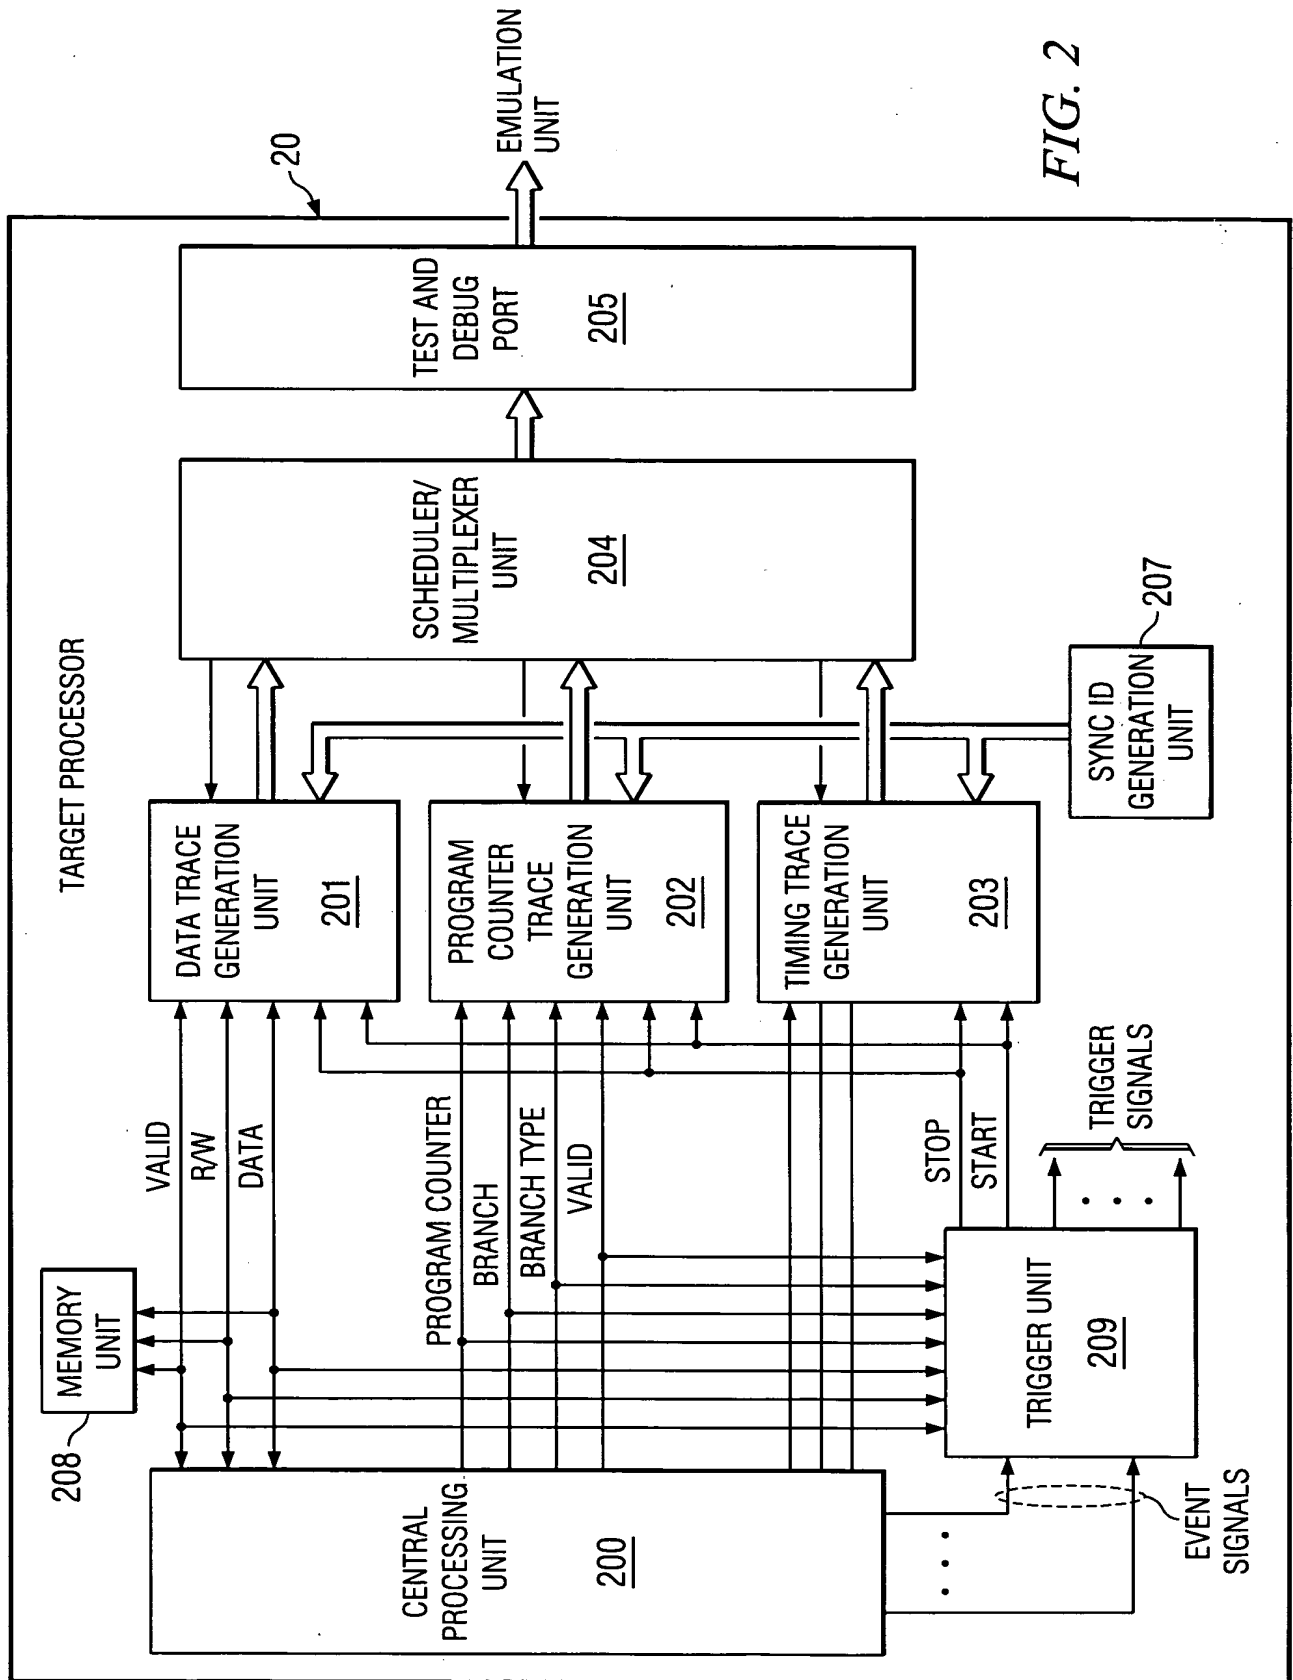 TARGET PROCESSOR
20
MEMORY
UNIT
208
CENTRAL
PROCESSING
UNIT
200
VALID
R/W
DATA
PROGRAM COUNTER
BRANCH
BRANCH TYPE
VALID
STOP
START
DATA TRACE
GENERATION
UNIT
201
PROGRAM
COUNTER
TRACE
GENERATION
UNIT
202
TIMING TRACE
GENERATION
UNIT
203
SCHEDULER/
MULTIPLEXER
UNIT
204
TEST AND
DEBUG
PORT
205
EMULATION
UNIT
TRIGGER UNIT
209
EVENT
SIGNALS
TRIGGER
SIGNALS
SYNC ID
GENERATION
UNIT
207
FIG. 2